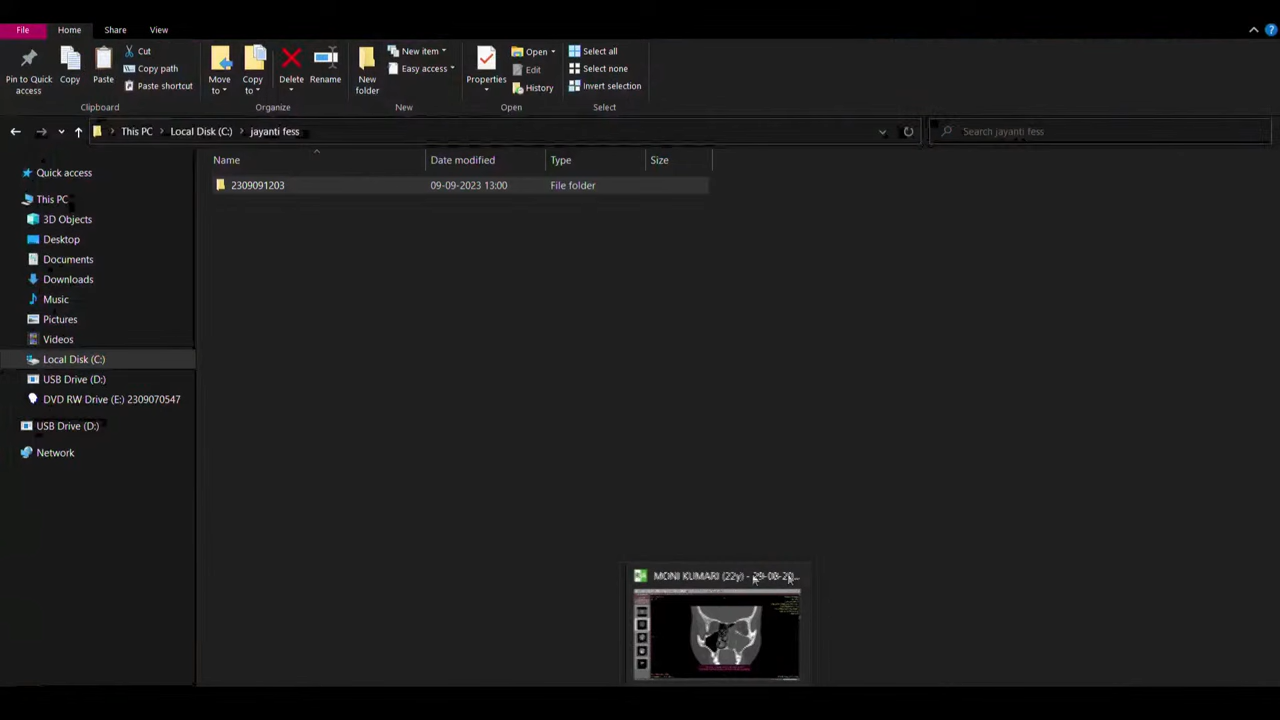 File Home Share View
Pin to Quick access
Copy
Paste
Cut
Copy path
Paste shortcut
Clipboard
Move to
Copy to
Delete
Rename
Organize
New folder
New item
Easy access
New
Properties
Open
Edit
History
Open
Select all
Select none
Invert selection
Select
This PC Local Disk (C:) jayanti fess
Search jayanti fess
Name Date modified Type Size
2309091203 09-09-2023 13:00 File folder
Quick access
This PC
3D Objects
Desktop
Documents
Downloads
Music
Pictures
Videos
Local Disk (C:)
USB Drive (D:)
DVD RW Drive (E:) 2309070547
USB Drive (D:)
Network
MONI KUMARI (22y) -